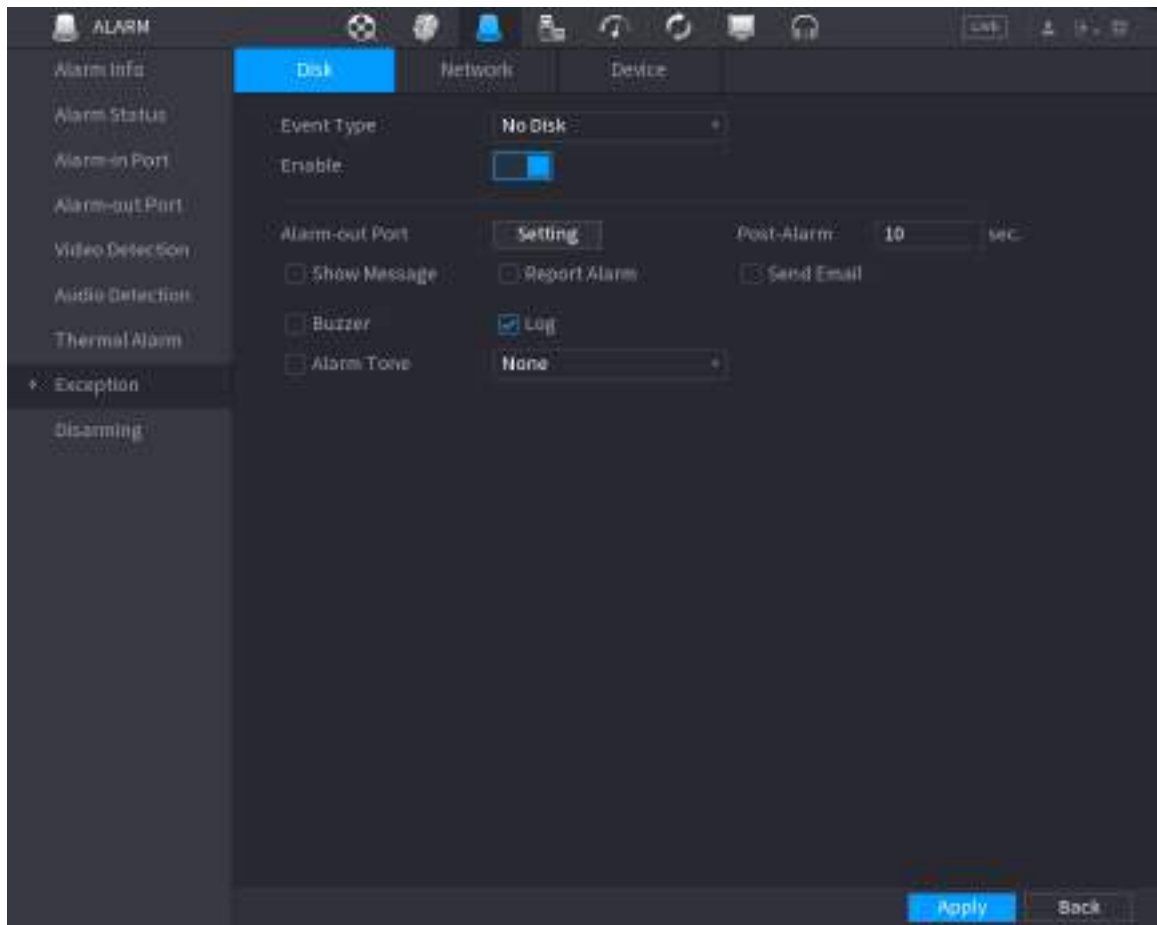 ALARM
LIVE
Alarm Info
Disk Network Device
Alarm Status
Event Type No Disk
Alarm-in Port
Enable
Alarm-out Port
Alarm-out Port Setting Post-Alarm 10 sec.
Video Detection
Show Message Report Alarm Send Email
Audio Detection
Buzzer Log
Thermal Alarm
Alarm Tone None
Exception
Disarming
Apply Back